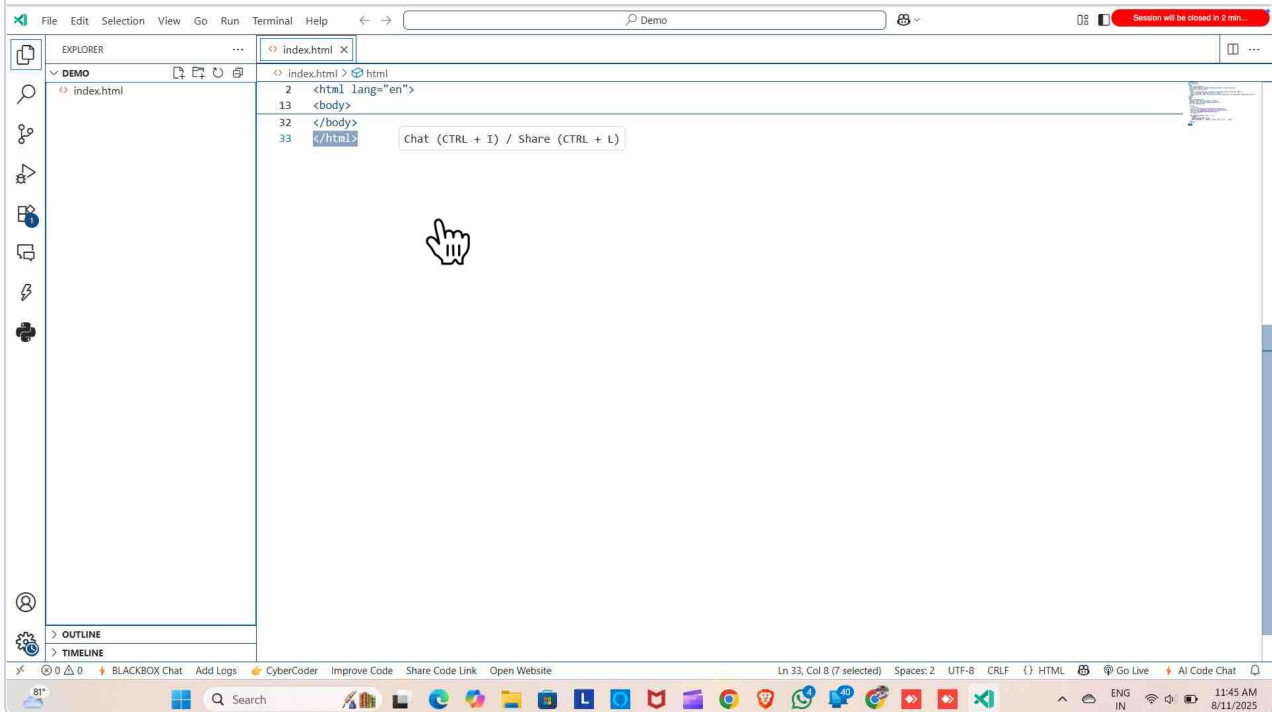 File Edit Selection View Go Run Terminal Help
Demo
Session will be closed in 2 min...
EXPLORER
index.html
DEMO
index.html > html
index.html
2 <html lang="en">
13 <body>
32 </body>
33 </html>
Chat (CTRL + I) / Share (CTRL + L)
1
OUTLINE
TIMELINE
0 0 BLACKBOX Chat Add Logs CyberCoder Improve Code Share Code Link Open Website Ln 33, Col 8 (7 selected) Spaces: 2 UTF-8 CRLF {} HTML Go Live AI Code Chat
81°
Search
L
4
40
ENG
IN
11:45 AM
8/11/2025